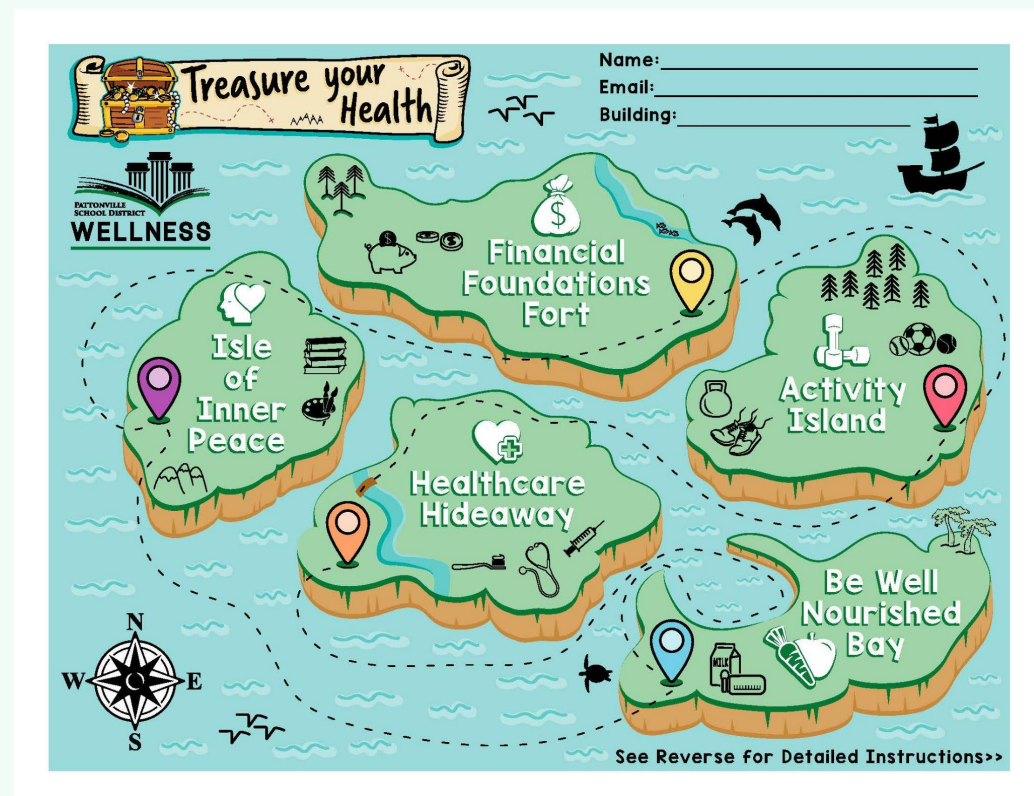 Treasure your
Health
Name:
Email:
Building:
PATTONVILLE
SCHOOL DISTRICT
WELLNESS
$
$
$
Financial
Foundations
Fort
Isle
of
Inner
Peace
Activity
Island
Healthcare
Hideaway
Be Well
Nourished
Bay
MILK
N
W
E
S
See Reverse for Detailed Instructions>>